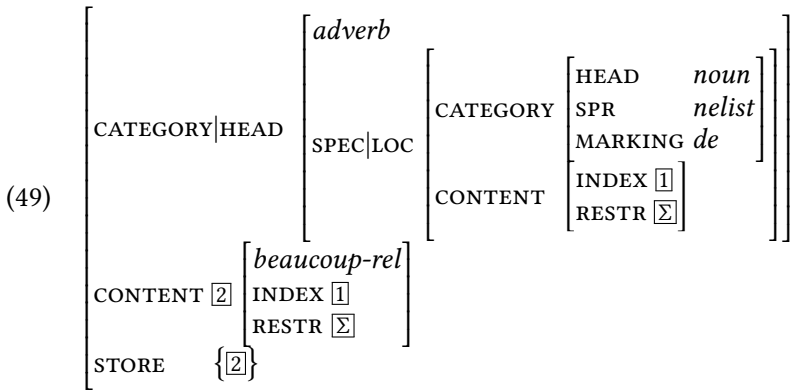 adverb
HEAD noun
CATEGORY SPR nelist
CATEGORY|HEAD SPEC|LOC MARKING de
(49) CONTENT INDEX 1
RESTR Σ
beaucoup-rel
CONTENT 2 INDEX 1
RESTR Σ
STORE {2}